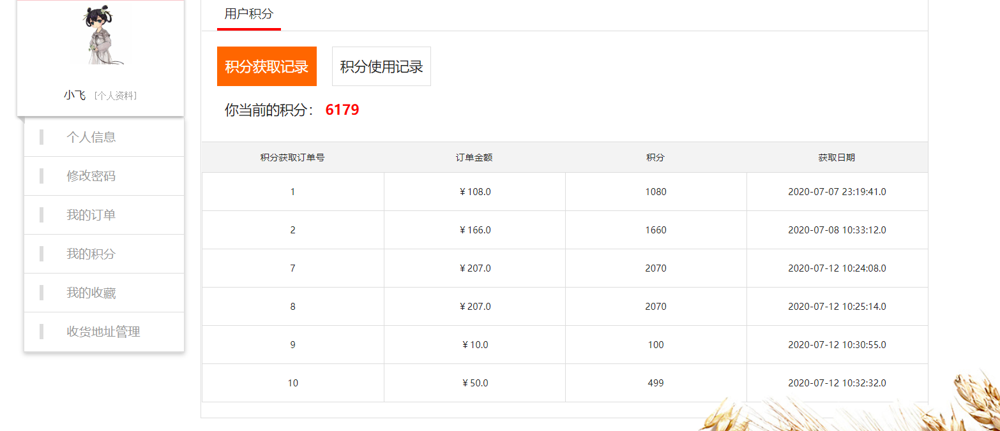 小飞 [个人资料]
个人信息
修改密码
我的订单
我的积分
我的收藏
收货地址管理
用户积分
积分获取记录 积分使用记录
你当前的积分： 6179
积分获取订单号 订单金额 积分 获取日期
1 ￥108.0 1080 2020-07-07 23:19:41.0
2 ￥166.0 1660 2020-07-08 10:33:12.0
7 ￥207.0 2070 2020-07-12 10:24:08.0
8 ￥207.0 2070 2020-07-12 10:25:14.0
9 ￥10.0 100 2020-07-12 10:30:55.0
10 ￥50.0 499 2020-07-12 10:32:32.0